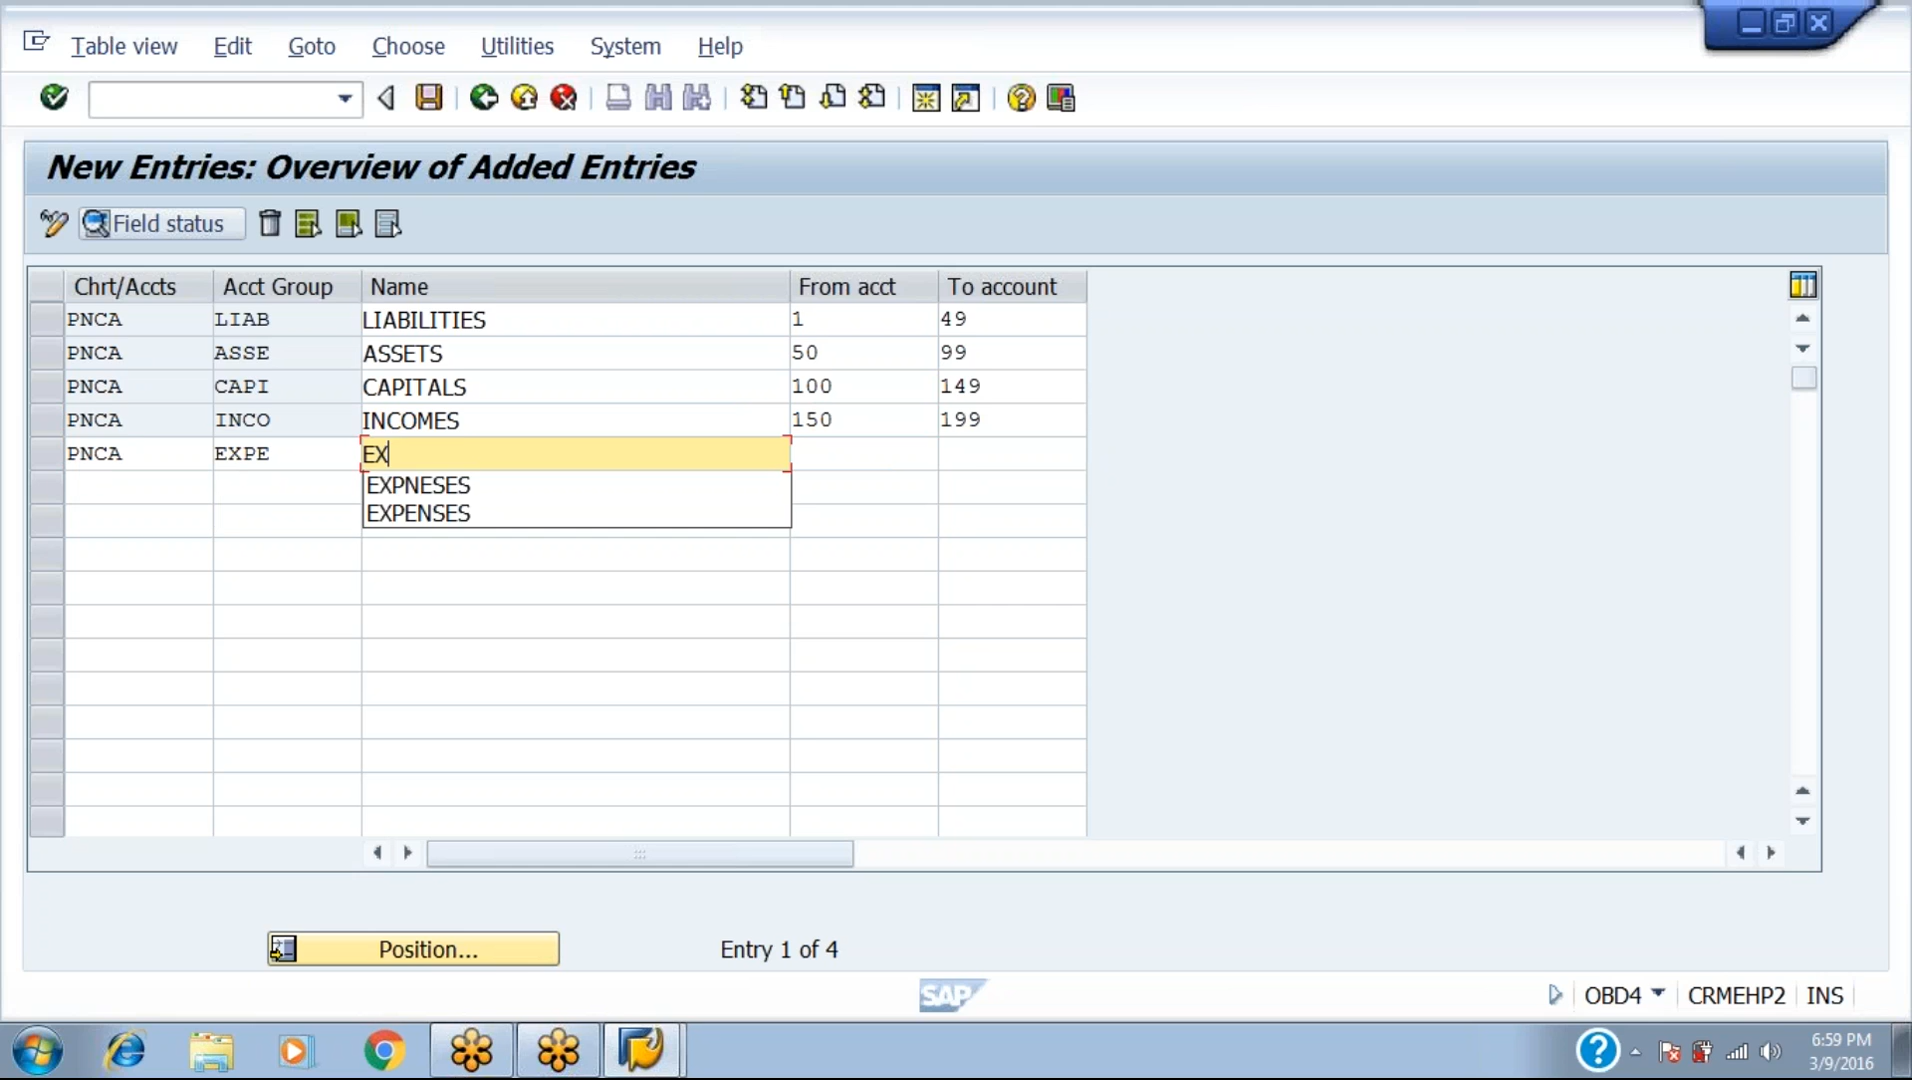 Table view Edit Goto Choose Utilities System Help
New Entries: Overview of Added Entries
Field status
Chrt/Accts Acct Group Name From acct To account
PNCA LIAB LIABILITIES 1 49
PNCA ASSE ASSETS 50 99
PNCA CAPI CAPITALS 100 149
PNCA INCO INCOMES 150 199
PNCA EXPE EX
EXPNESES
EXPENSES
Position... Entry 1 of 4
SAP OBD4 CRMEHP2 INS
6:59 PM
3/9/2016